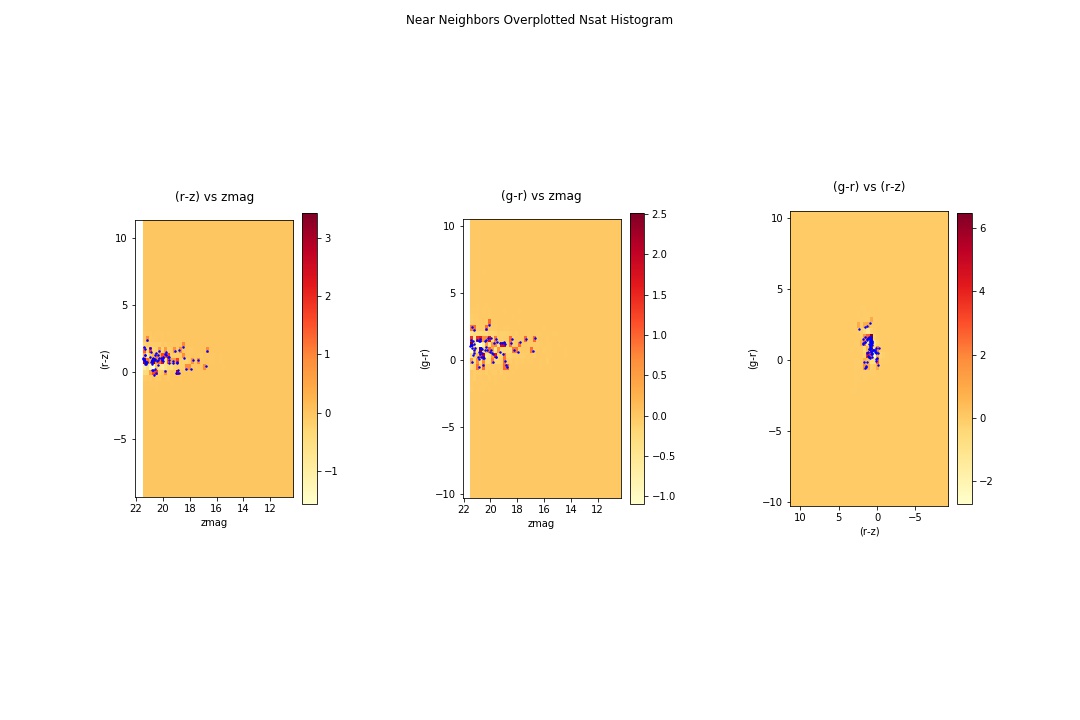 Near Neighbors Overplotted Nsat Histogram
(r-z) vs zmag
10
5
0
−5
(r-z)
22 20 18 16 14 12
zmag
3
2
1
0
−1
(g-r) vs zmag
10
5
0
−5
−10
(g-r)
22 20 18 16 14 12
zmag
2.5
2.0
1.5
1.0
0.5
0.0
−0.5
−1.0
(g-r) vs (r-z)
10
5
0
−5
−10
(g-r)
10 5 0 −5
(r-z)
6
4
2
0
−2